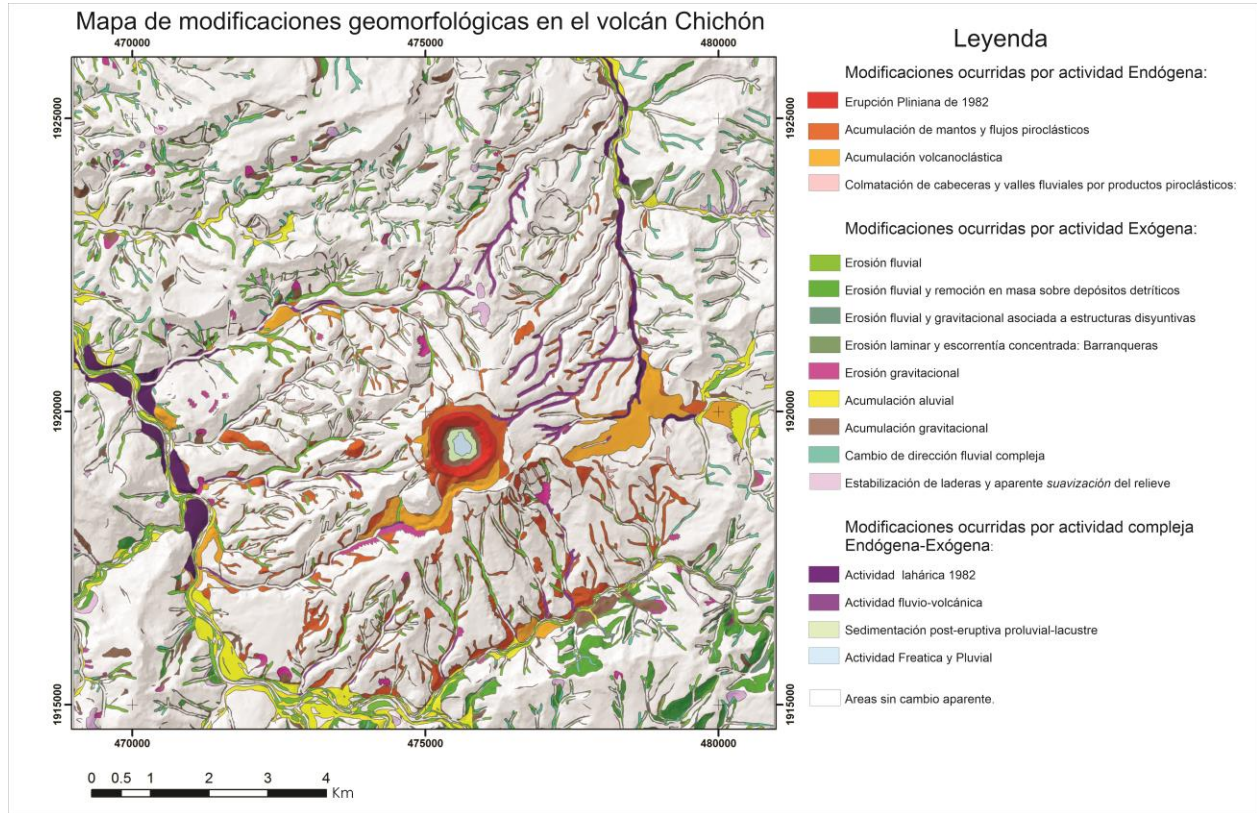 Mapa de modificaciones geomorfológicas en el volcán Chichón
470000
475000
480000
1925000
1925000
1920000
1920000
1915000
1915000
470000
475000
480000
0 0.5 1 2 3 4
Km
Leyenda
Modificaciones ocurridas por actividad Endógena:
Erupción Pliniana de 1982
Acumulación de mantos y flujos piroclásticos
Acumulación volcanoclástica
Colmatación de cabeceras y valles fluviales por productos piroclásticos:
Modificaciones ocurridas por actividad Exógena:
Erosión fluvial
Erosión fluvial y remoción en masa sobre depósitos detríticos
Erosión fluvial y gravitacional asociada a estructuras disyuntivas
Erosión laminar y escorrentía concentrada: Barranqueras
Erosión gravitacional
Acumulación aluvial
Acumulación gravitacional
Cambio de dirección fluvial compleja
Estabilización de laderas y aparente suavización del relieve
Modificaciones ocurridas por actividad compleja
Endógena-Exógena:
Actividad lahárica 1982
Actividad fluvio-volcánica
Sedimentación post-eruptiva proluvial-lacustre
Actividad Freatica y Pluvial
Areas sin cambio aparente.